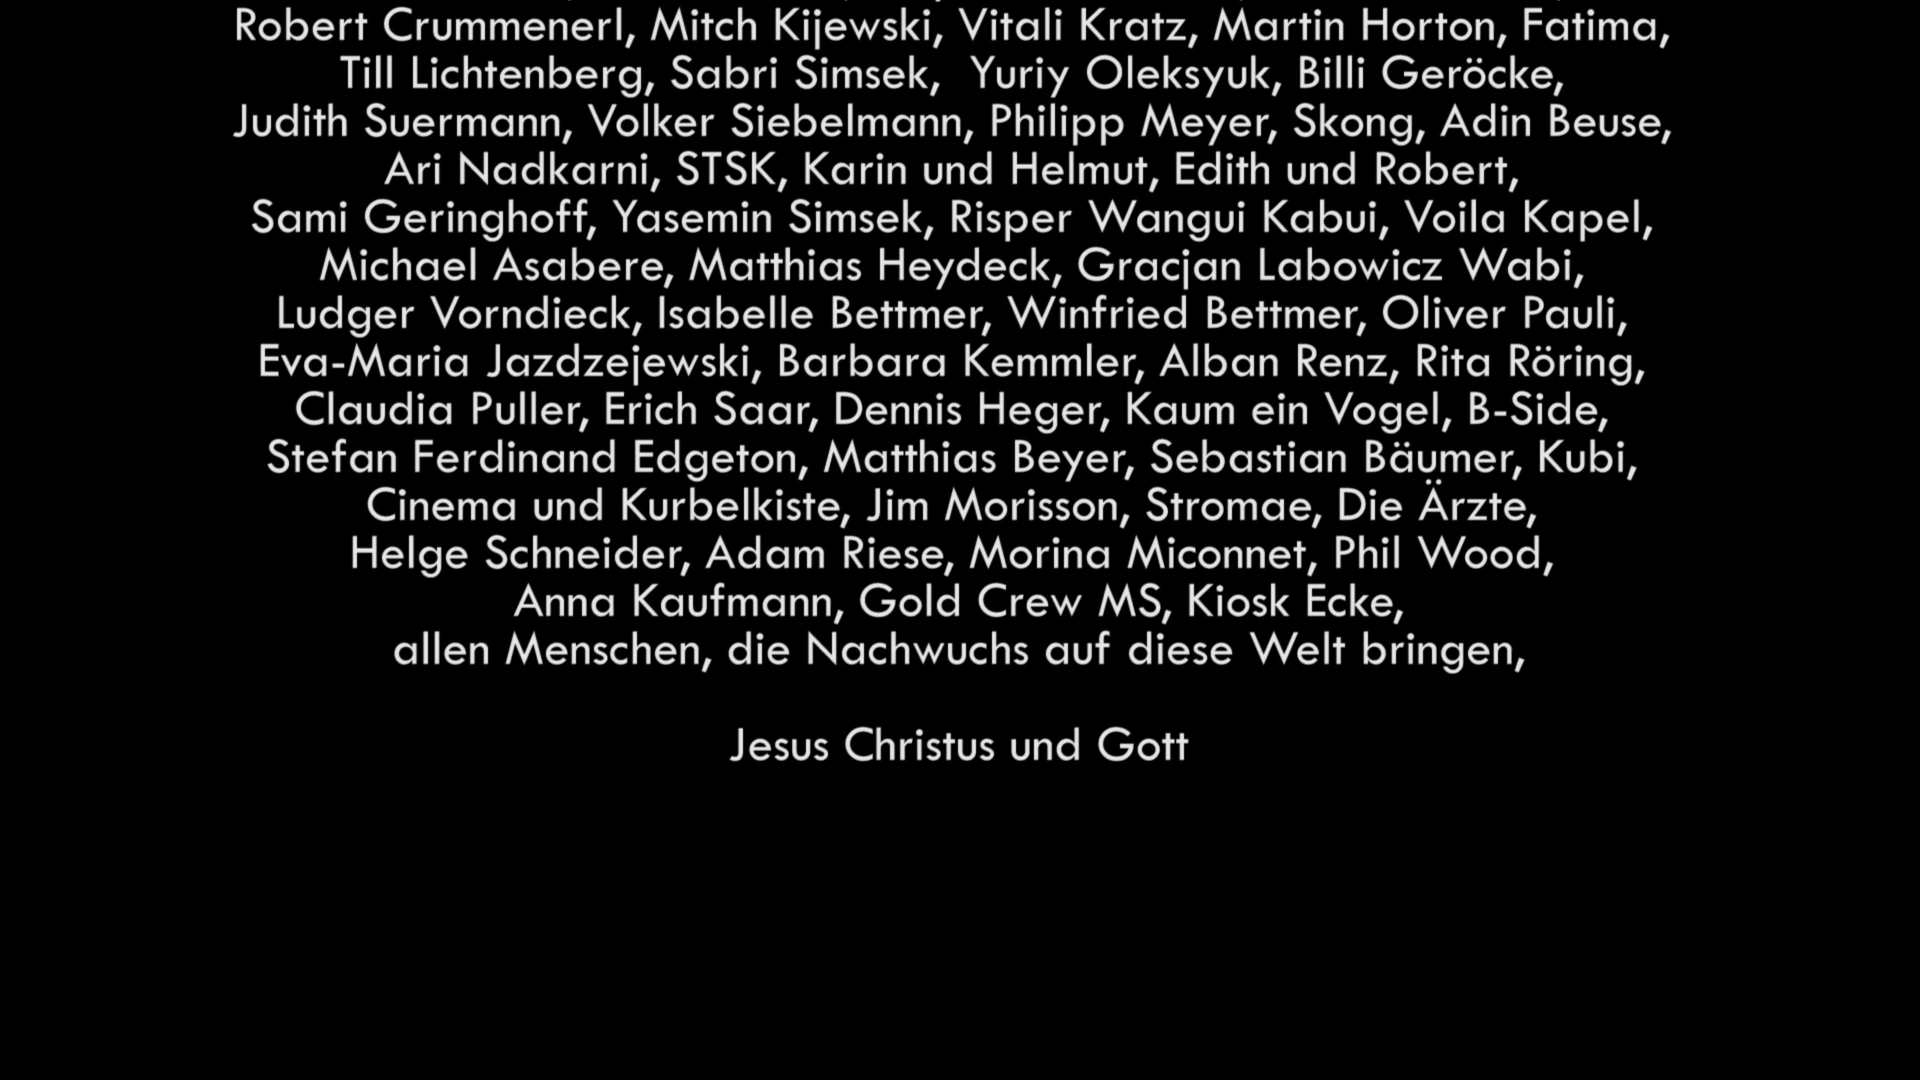 Robert Crummenerl, Mitch Kijewski, Vitali Kratz, Martin Horton, Fatima,
Till Lichtenberg, Sabri Simsek,  Yuriy Oleksyuk, Billi Geröcke,
Judith Suermann, Volker Siebelmann, Philipp Meyer, Skong, Adin Beuse,
Ari Nadkarni, STSK, Karin und Helmut, Edith und Robert,
Sami Geringhoff, Yasemin Simsek, Risper Wangui Kabui, Voila Kapel,
Michael Asabere, Matthias Heydeck, Gracjan Labowicz Wabi,
Ludger Vorndieck, Isabelle Bettmer, Winfried Bettmer, Oliver Pauli,
Eva-Maria Jazdzejewski, Barbara Kemmler, Alban Renz, Rita Röring,
Claudia Puller, Erich Saar, Dennis Heger, Kaum ein Vogel, B-Side,
Stefan Ferdinand Edgeton, Matthias Beyer, Sebastian Bäumer, Kubi,
Cinema und Kurbelkiste, Jim Morisson, Stromae, Die Ärzte,
Helge Schneider, Adam Riese, Morina Miconnet, Phil Wood,
Anna Kaufmann, Gold Crew MS, Kiosk Ecke,
allen Menschen, die Nachwuchs auf diese Welt bringen,
Jesus Christus und Gott